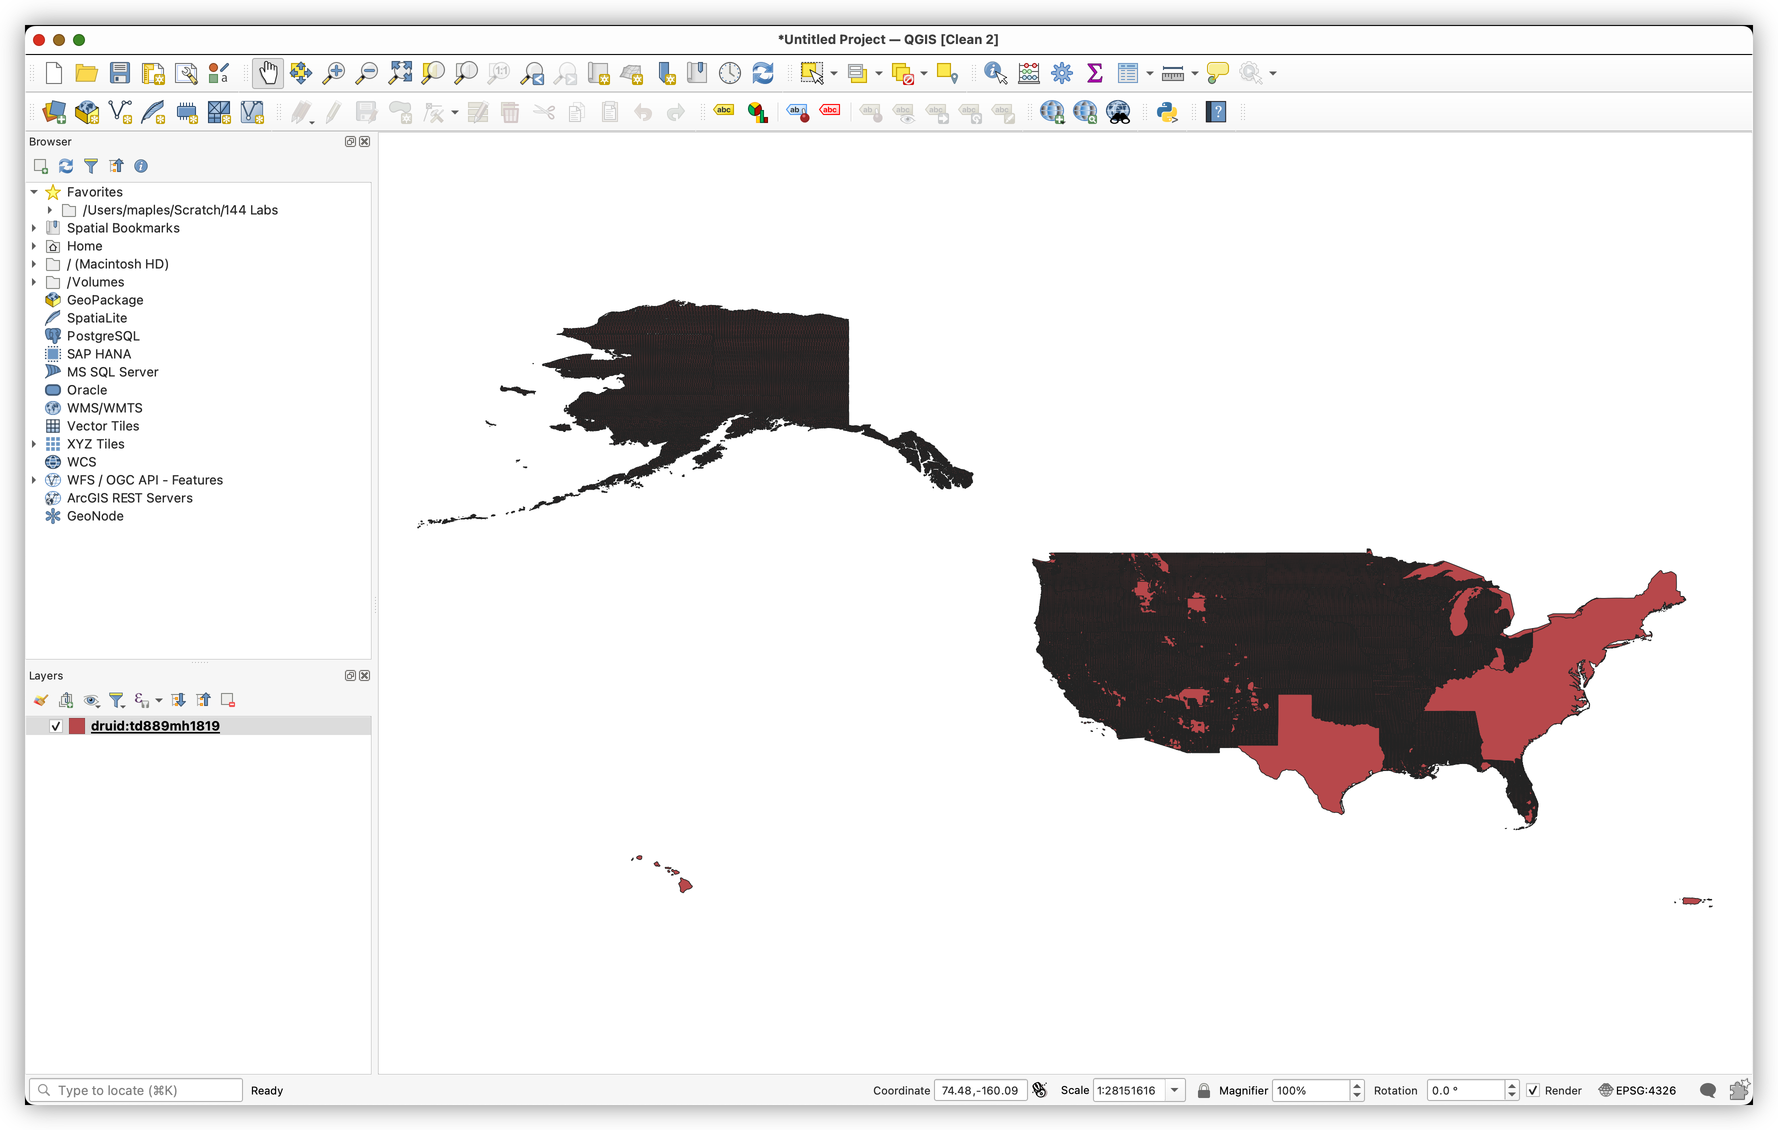 *Untitled Project — QGIS [Clean 2]
Browser
Favorites
/Users/maples/Scratch/144 Labs
Spatial Bookmarks
Home
/ (Macintosh HD)
/Volumes
GeoPackage
SpatiaLite
PostgreSQL
SAP HANA
MS SQL Server
Oracle
WMS/WMTS
Vector Tiles
XYZ Tiles
WCS
WFS / OGC API - Features
ArcGIS REST Servers
GeoNode
Layers
druid:td889mh1819
Type to locate (⌘K)
Ready
Coordinate 74.48,-160.09 Scale 1:28151616 Magnifier 100% Rotation 0.0 ° Render EPSG:4326